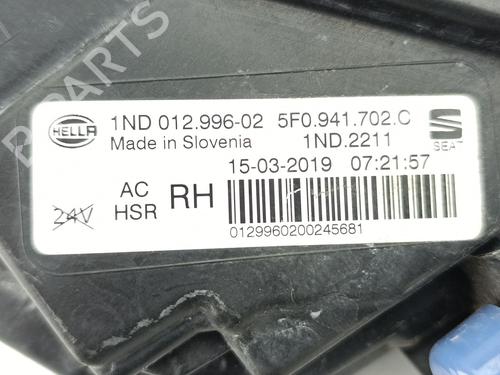 PARTS
HELLA
1ND 012.996-02 5F0.941.702.C
Made in Slovenia 1ND.2211
SEAT
15-03-2019 07:21:57
24V
AC
HSR
RH
0129960200245681